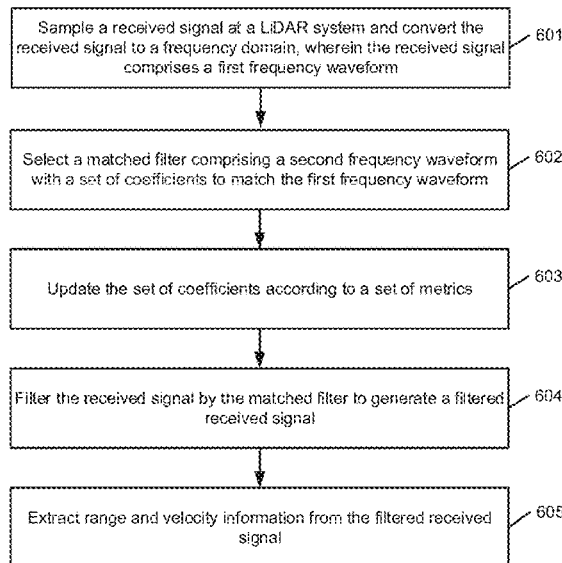 Sample a received signal at a LiDAR system and convert the
received signal to a frequency domain, wherein the received signal
comprises a first frequency waveform
601
Select a matched filter comprising a second frequency waveform
with a set of coefficients to match the first frequency waveform
602
Update the set of coefficients according to a set of metrics
603
Filter the received signal by the matched filter to generate a filtered
received signal
604
Extract range and velocity information from the filtered received
signal
605